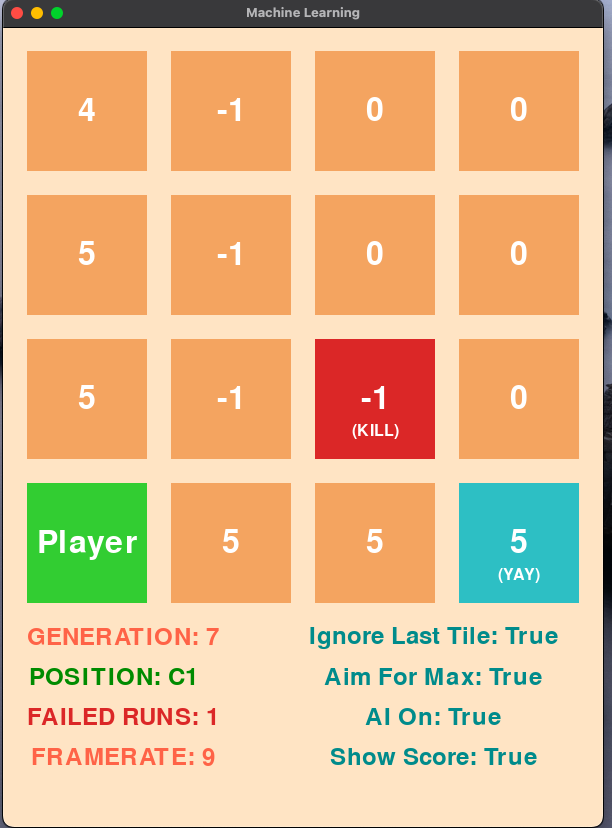 Machine Learning
4 -1 0 0
5 -1 0 0
5 -1 -1 0
(KILL)
Player 5 5 5
(YAY)
GENERATION: 7 Ignore Last Tile: True
POSITION: C1 Aim For Max: True
FAILED RUNS: 1 AI On: True
FRAMERATE: 9 Show Score: True